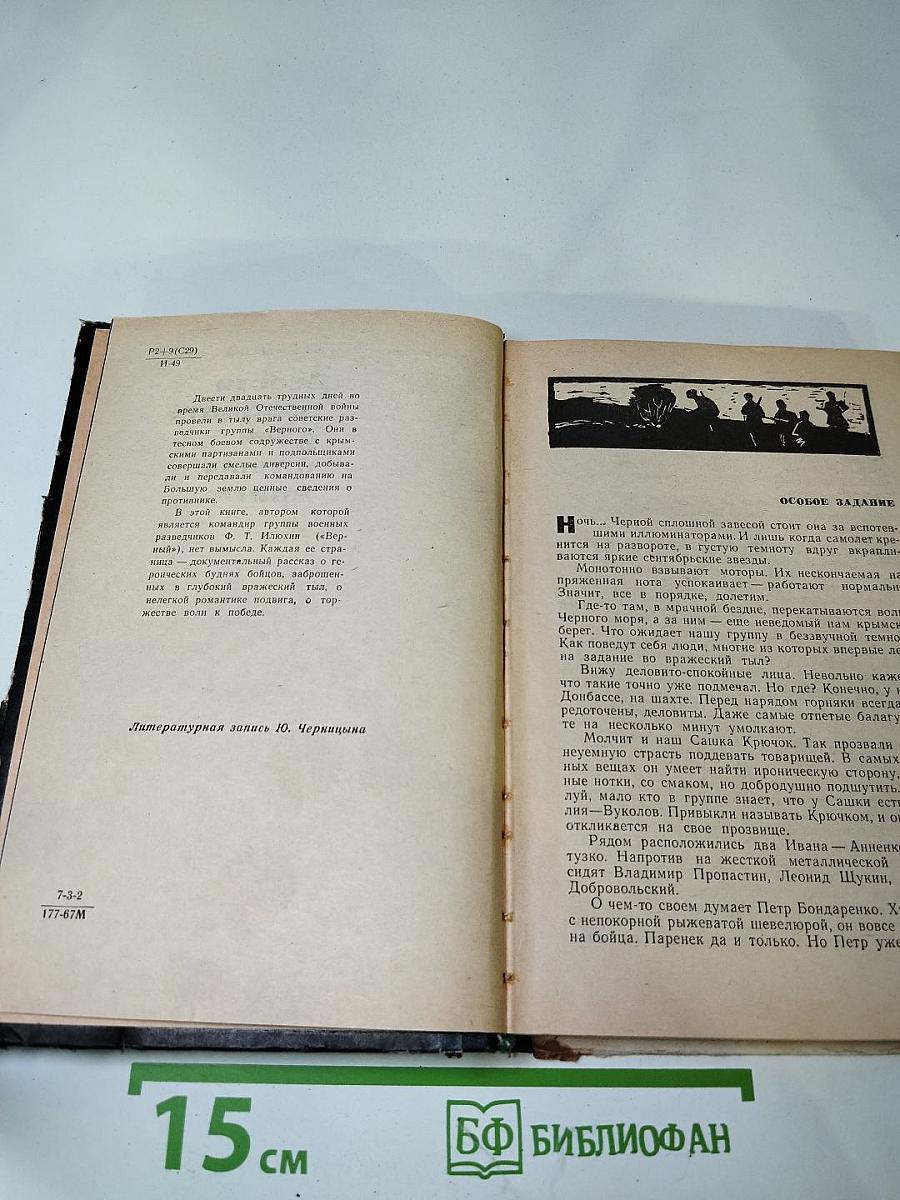 Р2+9(С29)
И-49
Двести двадцать трудных дней во
время Великой Отечественной войны
провели в тылу врага советские раз-
ведчики группы «Верного». Они в
тесном боевом содружестве с крым-
скими партизанами и подпольщиками
совершали смелые диверсии, добыва-
ли и передавали командованию на
Большую землю ценные сведения о
противнике.
В этой книге, автором которой
является командир группы военных
разведчиков Ф. Т. Илюхин («Вер-
ный»), нет вымысла. Каждая ее стра-
ница — документальный рассказ о ге-
роических буднях бойцов, заброшен-
ных в глубокий вражеский тыл, о
нелегкой романтике подвига, о тор-
жестве воли к победе.
Литературная запись Ю. Черницына
7-3-2
177-67М
ОСОБОЕ ЗАДАНИЕ
Ночь... Черной сплошной завесой стоит она за вспотев-
шими иллюминаторами. И лишь когда самолет кре-
нится на развороте, в густую темноту вдруг вкрапли-
ваются яркие сентябрьские звезды.
Монотонно взвывают моторы. Их нескончаемая на
пряженная нота успокаивает — работают нормальн
Значит, все в порядке, долетим.
Где-то там, в мрачной бездне, перекатываются вол
Черного моря, а за ним — еще неведомый нам крымск
берег. Что ожидает нашу группу в беззвучной темно
Как поведут себя люди, многие из которых впервые ле
на задание во вражеский тыл?
Вижу деловито-спокойные лица. Невольно каже
что такие точно уже подмечал. Но где? Конечно, у н
Донбассе, на шахте. Перед нарядом горняки всегда
редоточены, деловиты. Даже самые отпетые балагу
те на несколько минут умолкают.
Молчит и наш Сашка Крючок. Так прозвали
неуемную страсть поддевать товарищей. В самых
ных вещах он умеет найти ироническую сторону,
ные нотки, со смаком, но добродушно подшутить.
луй, мало кто в группе знает, что у Сашки есть
лия—Вуколов. Привыкли называть Крючком, и он
откликается на свое прозвище.
Рядом расположились два Ивана — Анненко
тузко. Напротив на жесткой металлической
сидят Владимир Пропастин, Леонид Щукин,
Добровольский.
О чем-то своем думает Петр Бондаренко. Х
с непокорной рыжеватой шевелюрой, он вовсе
на бойца. Паренек да и только. Но Петр уже
15 см
БФ БИБЛИОФАН